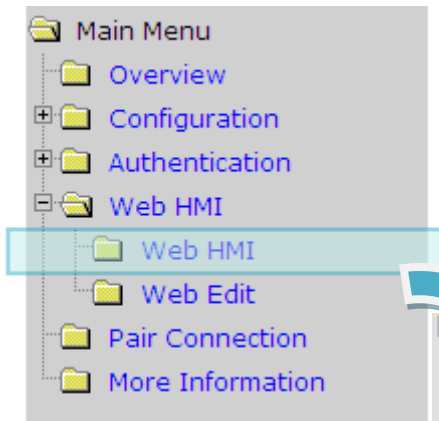 Main Menu
Overview
Configuration
Authentication
Web HMI
Web HMI
Web Edit
Pair Connection
More Information